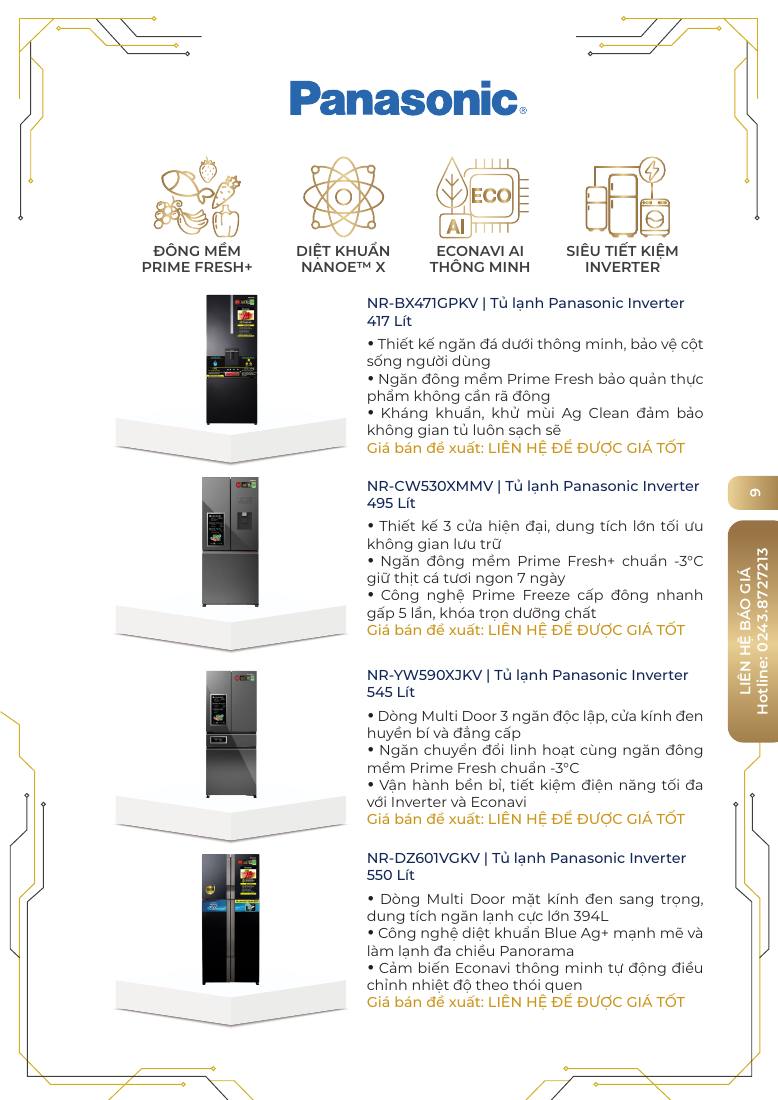 Panasonic®
ĐÔNG MỀM
PRIME FRESH+
DIỆT KHUẨN
NANOE™ X
ECO
AI
ECONAVI AI
THÔNG MINH
SIÊU TIẾT KIỆM
INVERTER
NR-BX471GPKV | Tủ lạnh Panasonic Inverter
417 Lít
• Thiết kế ngăn đá dưới thông minh, bảo vệ cột
sống người dùng
• Ngăn đông mềm Prime Fresh bảo quản thực
phẩm không cần rã đông
• Kháng khuẩn, khử mùi Ag Clean đảm bảo
không gian tủ luôn sạch sẽ
Giá bán đề xuất: LIÊN HỆ ĐỂ ĐƯỢC GIÁ TỐT
NR-CW530XMMV | Tủ lạnh Panasonic Inverter
495 Lít
• Thiết kế 3 cửa hiện đại, dung tích lớn tối ưu
không gian lưu trữ
• Ngăn đông mềm Prime Fresh+ chuẩn -3°C
giữ thịt cá tươi ngon 7 ngày
• Công nghệ Prime Freeze cấp đông nhanh
gấp 5 lần, khóa trọn dưỡng chất
Giá bán đề xuất: LIÊN HỆ ĐỂ ĐƯỢC GIÁ TỐT
NR-YW590XJKV | Tủ lạnh Panasonic Inverter
545 Lít
• Dòng Multi Door 3 ngăn độc lập, cửa kính đen
huyền bí và đẳng cấp
• Ngăn chuyển đổi linh hoạt cùng ngăn đông
mềm Prime Fresh chuẩn -3°C
• Vận hành bền bỉ, tiết kiệm điện năng tối đa
với Inverter và Econavi
Giá bán đề xuất: LIÊN HỆ ĐỂ ĐƯỢC GIÁ TỐT
NR-DZ601VGKV | Tủ lạnh Panasonic Inverter
550 Lít
• Dòng Multi Door mặt kính đen sang trọng,
dung tích ngăn lạnh cực lớn 394L
• Công nghệ diệt khuẩn Blue Ag+ mạnh mẽ và
làm lạnh đa chiều Panorama
• Cảm biến Econavi thông minh tự động điều
chỉnh nhiệt độ theo thói quen
Giá bán đề xuất: LIÊN HỆ ĐỂ ĐƯỢC GIÁ TỐT
9
LIÊN HỆ BÁO GIÁ
Hotline: 0243.8727213